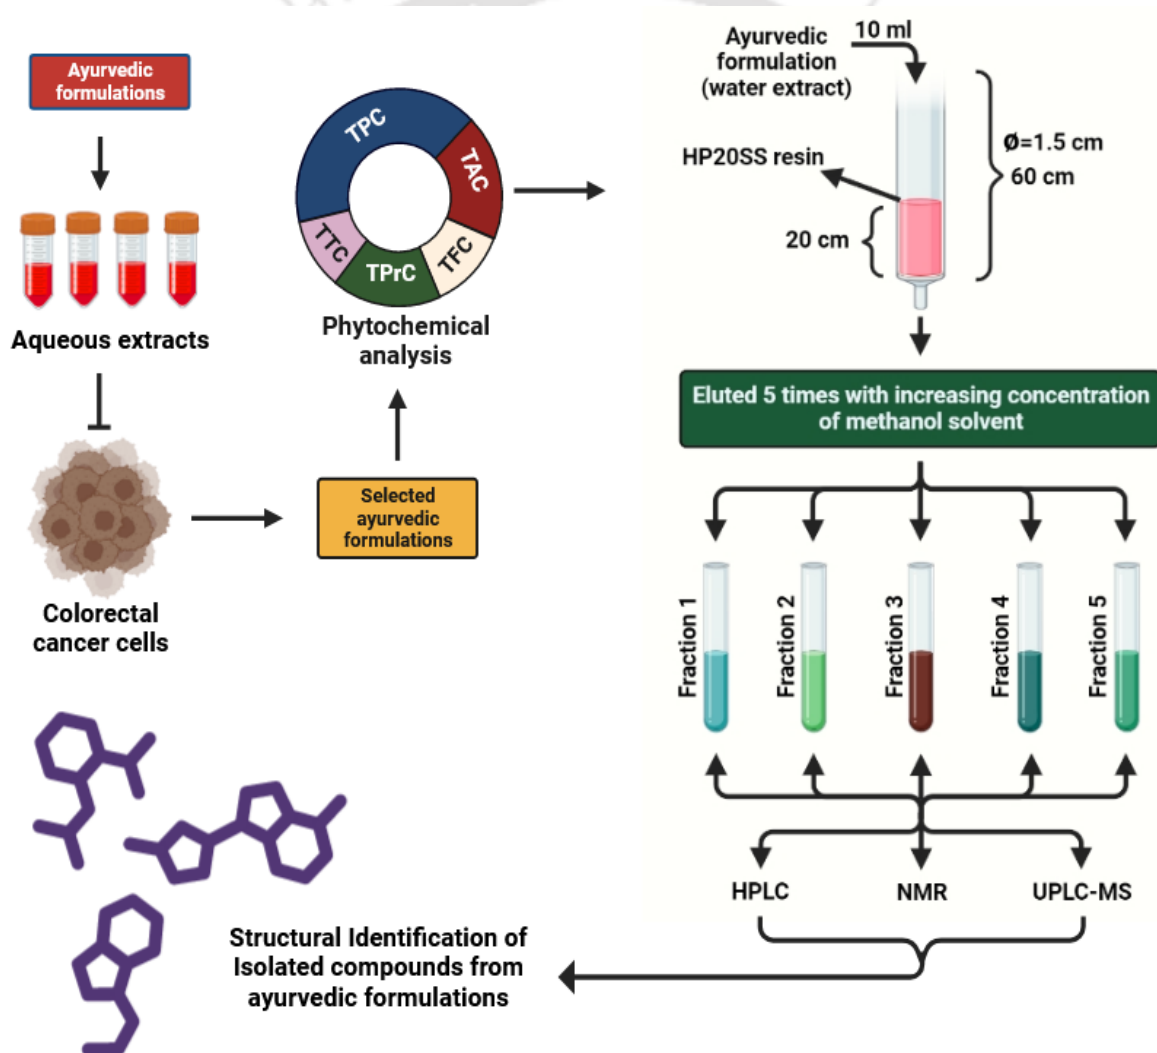 Ayurvedic
formulations
Aqueous extracts
Colorectal
cancer cells
Selected
ayurvedic
formulations
TPC
TAC
TFC
TPrC
TTC
Phytochemical
analysis
Ayurvedic
formulation
(water extract)
10 ml
HP20SS resin
20 cm
Ø=1.5 cm
60 cm
Eluted 5 times with increasing concentration
of methanol solvent
Fraction 1
Fraction 2
Fraction 3
Fraction 4
Fraction 5
HPLC
NMR
UPLC-MS
Structural Identification of
Isolated compounds from
ayurvedic formulations